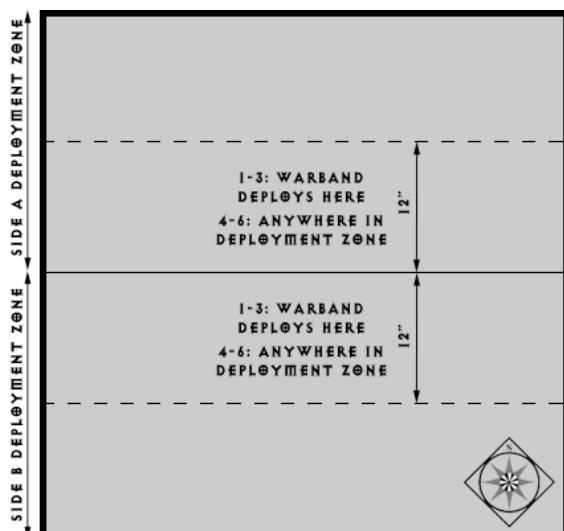 SIDE A DEPLOYMENT ZONE
1-3: WARBAND
DEPLOYS HERE
4-6: ANYWHERE IN
DEPLOYMENT ZONE
12"
SIDE B DEPLOYMENT ZONE
1-3: WARBAND
DEPLOYS HERE
4-6: ANYWHERE IN
DEPLOYMENT ZONE
12"
N